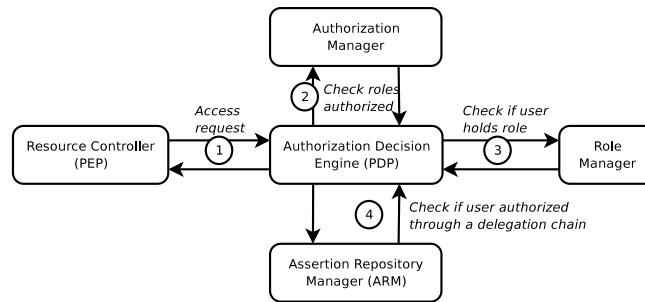 Authorization
Manager
2
Check roles
authorized
Access
request
Check if user
holds role
Resource Controller
(PEP)
1
Authorization Decision
Engine (PDP)
3
Role
Manager
4
Check if user authorized
through a delegation chain
Assertion Repository
Manager (ARM)